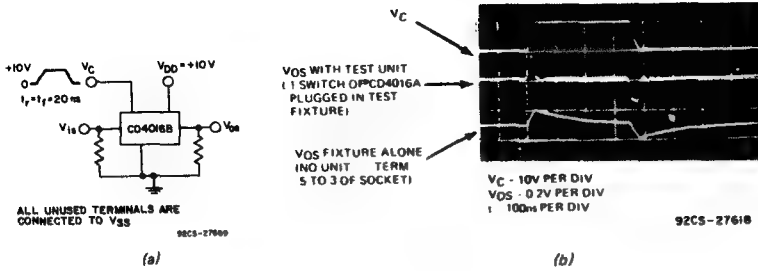 +10V
0
VC
VDD=+10V
tr=tf=20 ns
CD4016B
Vis
Vos
ALL UNUSED TERMINALS ARE
CONNECTED TO VSS
(a)
VC
VOS WITH TEST UNIT
( 1 SWITCH OF CD4016A
PLUGGED IN TEST
FIXTURE)
VOS FIXTURE ALONE
(NO UNIT TERM
5 TO 3 OF SOCKET)
VC - 10V PER DIV
VOS - 0 2V PER DIV
t 100ns PER DIV
92CS-27618
(b)